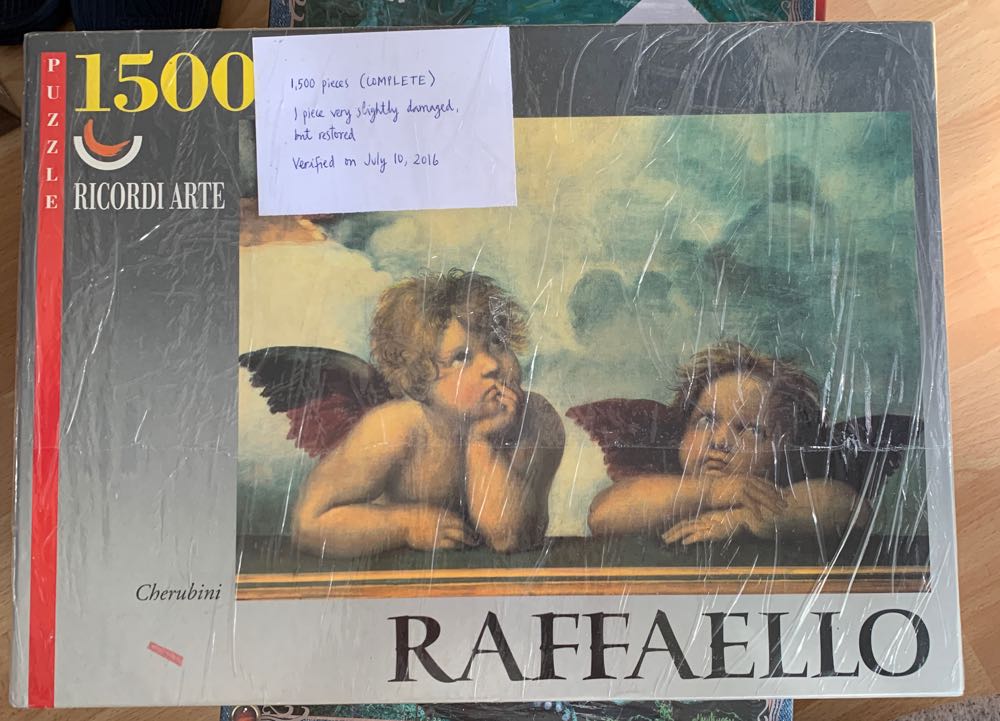 PUZZLE
1500
RICORDI ARTE
1,500 pieces (COMPLETE)
1 piece very slightly damaged,
but restored
Verified on July 10, 2016
Cherubini
RAFFAELLO